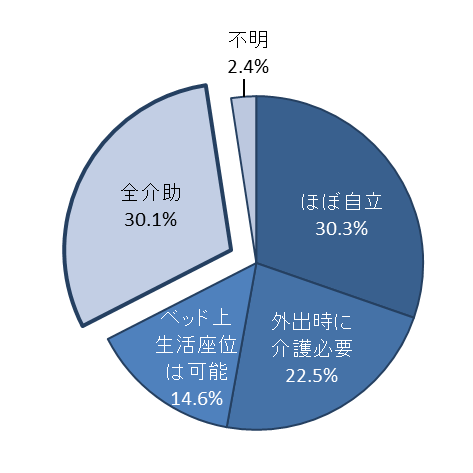 不明
2.4%
ほぼ自立
30.3%
外出時に
介護必要
22.5%
ベッド上
生活座位
は可能
14.6%
全介助
30.1%